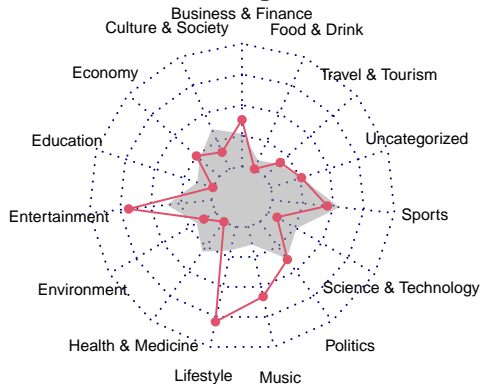 Business & Finance
Culture & Society
Food & Drink
Economy
Travel & Tourism
Education
Uncategorized
Entertainment
Sports
Environment
Science & Technology
Health & Medicine
Politics
Lifestyle
Music